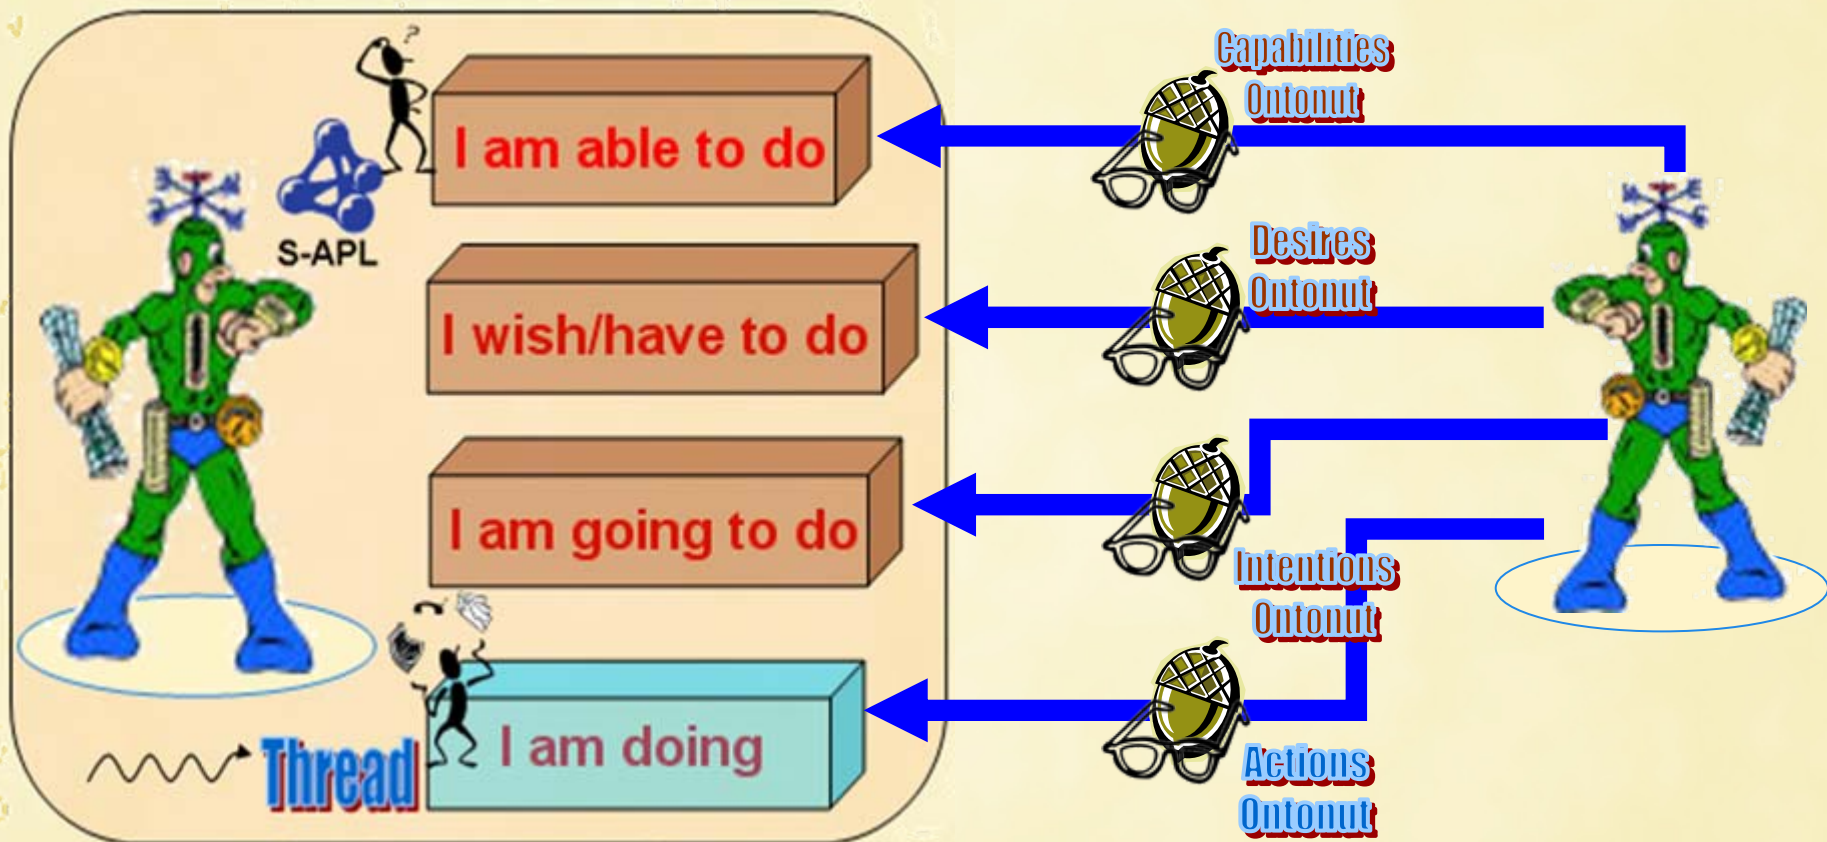 ?
S-APL
I am able to do
I wish/have to do
I am going to do
I am doing
Thread
Capabilities
Ontonut
Desires
Ontonut
Intentions
Ontonut
Actions
Ontonut